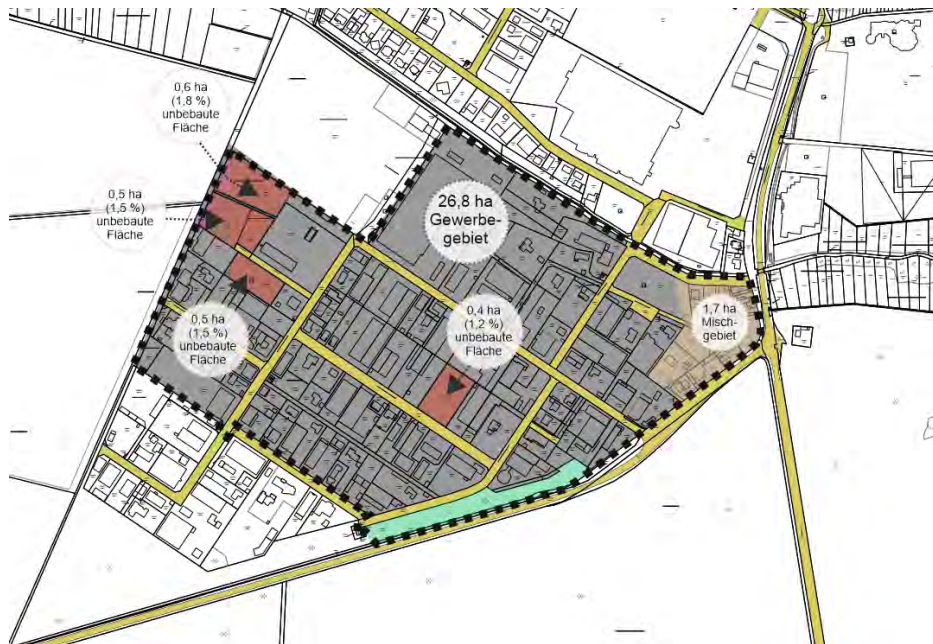 0,6 ha
(1,8 %)
unbebaute
Fläche
0,5 ha
(1,5 %)
unbebaute
Fläche
26,8 ha
Gewerbe-
gebiet
0,5 ha
(1,5 %)
unbebaute
Fläche
0,4 ha
(1,2 %)
unbebaute
Fläche
1,7 ha
Misch-
gebiet